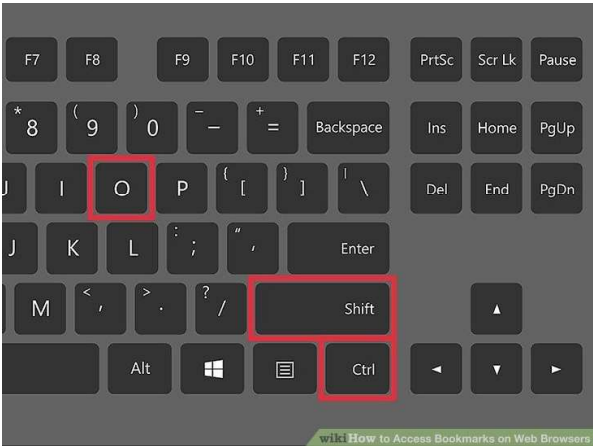 F7 F8 F9 F10 F11 F12 PrtSc Scr Lk Pause
* ( ) _ +
8 9 0 - = Backspace Ins Home PgUp
U I O P { [ } ] | \ Del End PgDn
J K L : ; " ' Enter
M < , > . ? / Shift
Alt Ctrl
wikiHow to Access Bookmarks on Web Browsers